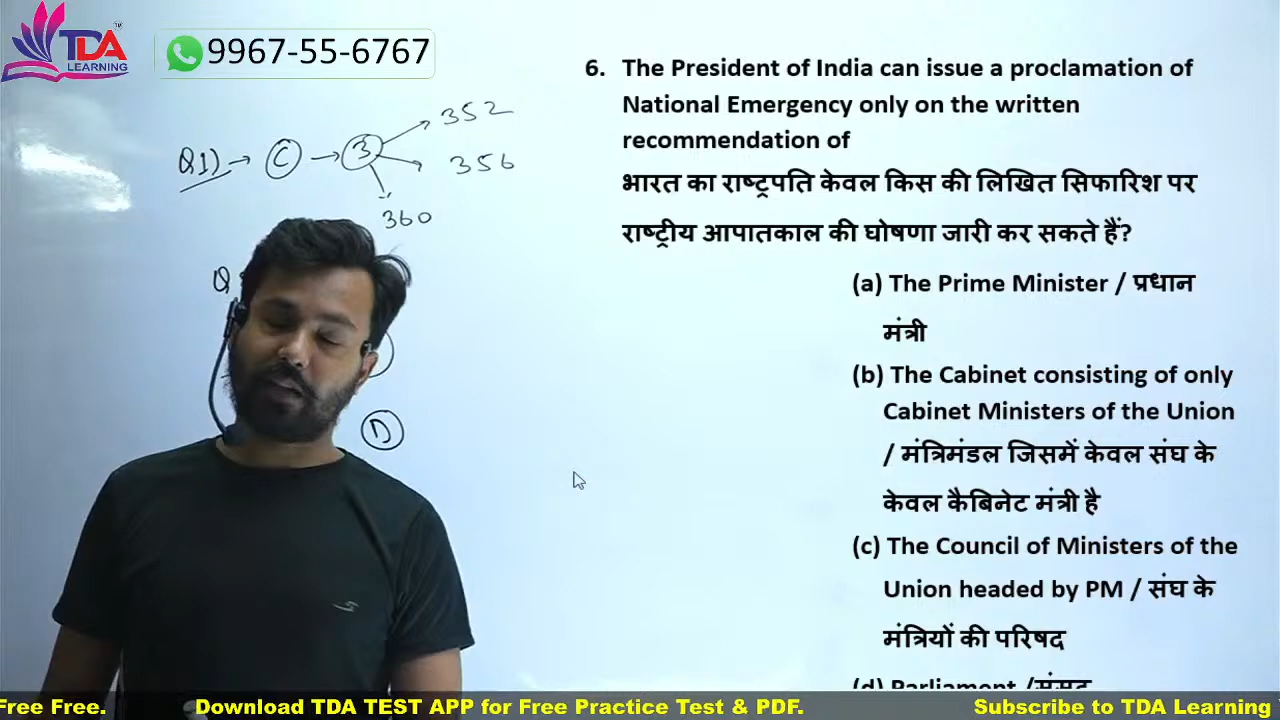 TDA
LEARNING
9967-55-6767
Q1) → C → 3 → 352
356
360
Q
D
6. The President of India can issue a proclamation of
National Emergency only on the written
recommendation of
भारत का राष्ट्रपति केवल किस की लिखित सिफारिश पर
राष्ट्रीय आपातकाल की घोषणा जारी कर सकते हैं?
(a) The Prime Minister / प्रधान
मंत्री
(b) The Cabinet consisting of only
Cabinet Ministers of the Union
/ मंत्रिमंडल जिसमें केवल संघ के
केवल कैबिनेट मंत्री है
(c) The Council of Ministers of the
Union headed by PM / संघ के
मंत्रियों की परिषद
(d) Parliament /संसद
Free Free. Download TDA TEST APP for Free Practice Test & PDF. Subscribe to TDA Learning